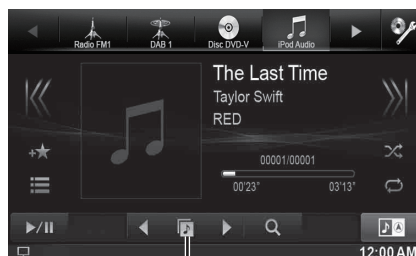 Radio FM1 DAB 1 Disc DVD-V iPod Audio
The Last Time
Taylor Swift
RED
00001/00001
00'23" 03'13"
12:00 AM